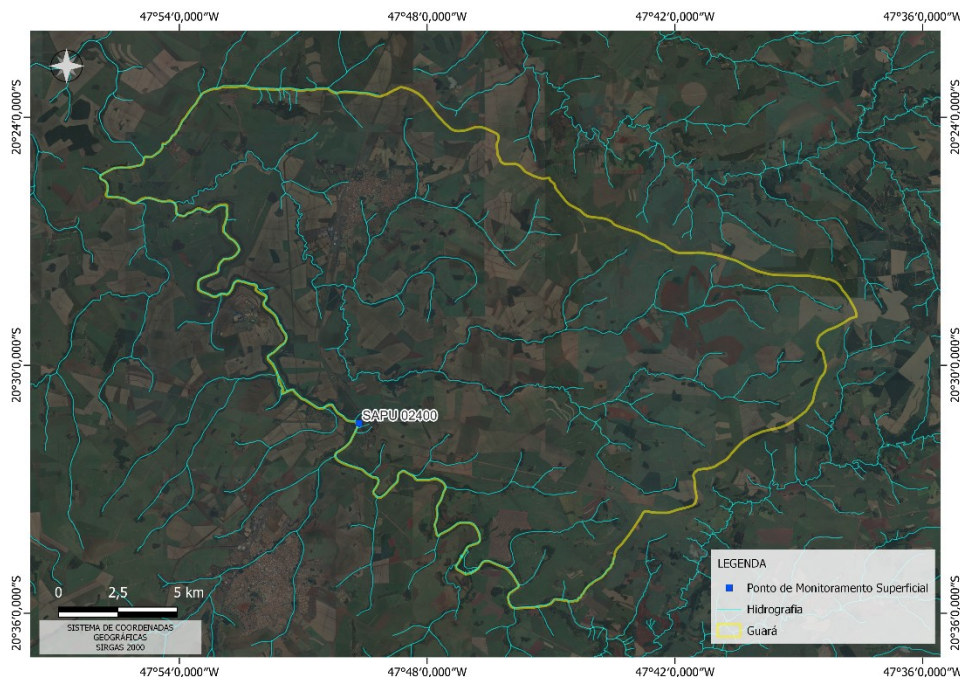 47°54'0,000"W 47°48'0,000"W 47°42'0,000"W 47°36'0,000"W
20°24'0,000"S 20°24'0,000"S
20°30'0,000"S 20°30'0,000"S
SAPU 02400
20°36'0,000"S 20°36'0,000"S
0 2,5 5 km
SISTEMA DE COORDENADAS
GEOGRÁFICAS
SIRGAS 2000
LEGENDA
Ponto de Monitoramento Superficial
Hidrografia
Guará
47°54'0,000"W 47°48'0,000"W 47°42'0,000"W 47°36'0,000"W